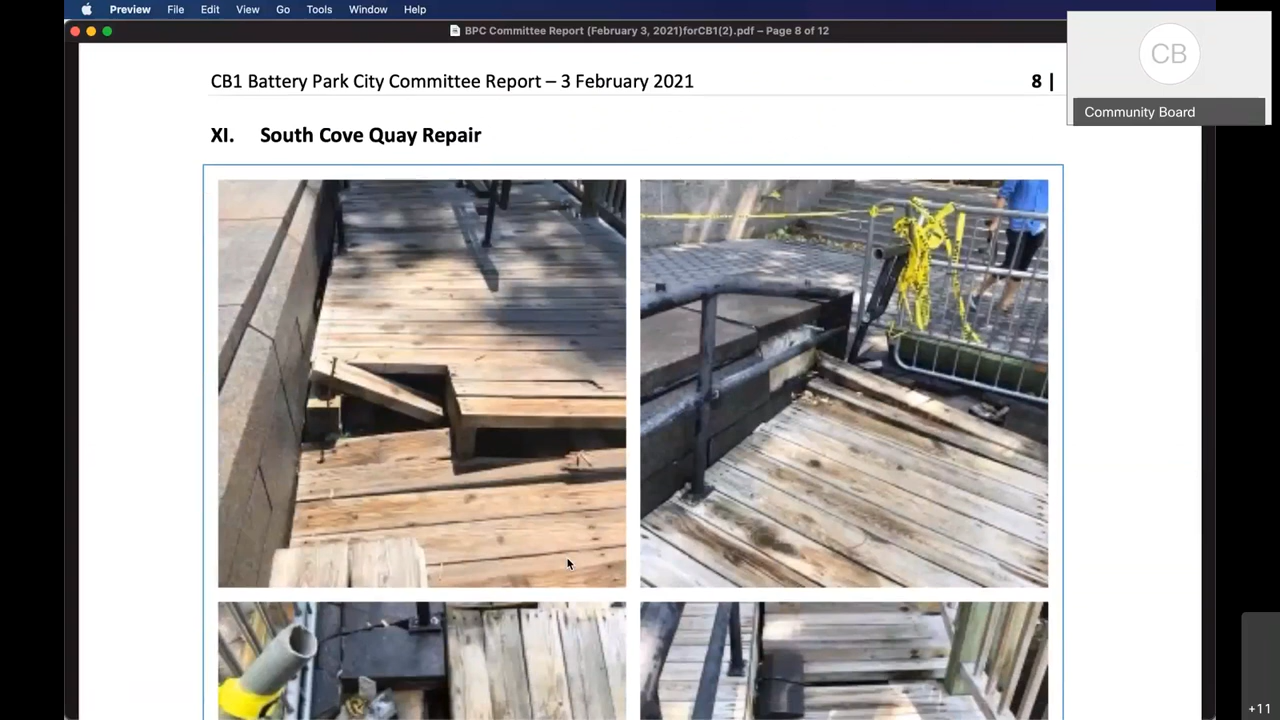 Preview File Edit View Go Tools Window Help
BPC Committee Report (February 3, 2021)forCB1(2).pdf – Page 8 of 12
CB
Community Board
CB1 Battery Park City Committee Report – 3 February 2021 8 |
XI. South Cove Quay Repair
+11